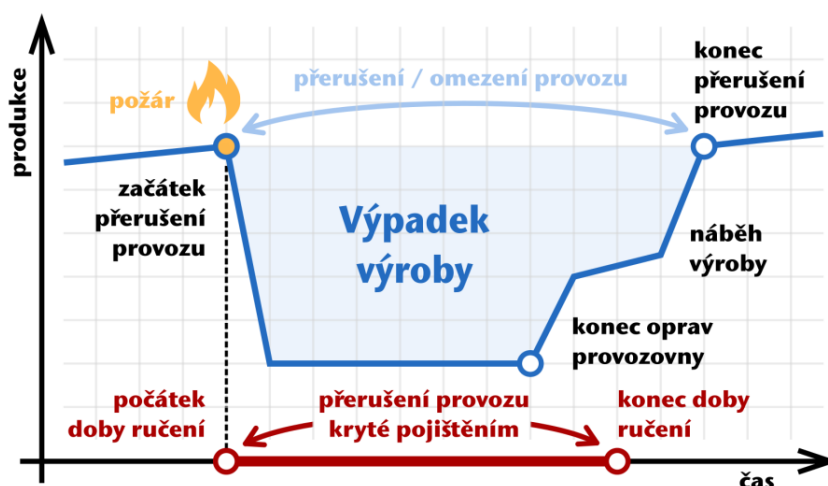 konec
přerušení
provozu
přerušení / omezení provozu
požár
produkce
začátek
přerušení
provozu
Výpadek
výroby
náběh
výroby
konec oprav
provozovny
počátek
doby ručení
přerušení provozu
kryté pojištěním
konec doby
ručení
čas